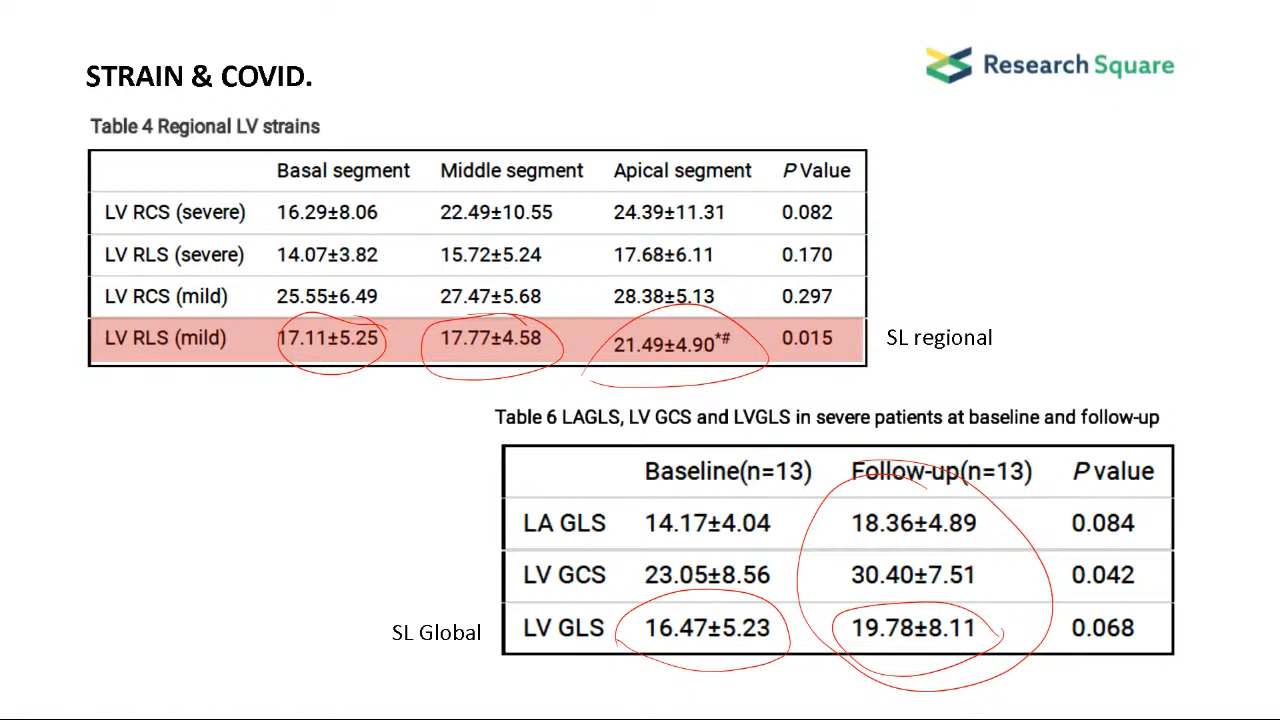 STRAIN & COVID.
Research Square
Table 4 Regional LV strains
Basal segment Middle segment Apical segment P Value
LV RCS (severe) 16.29±8.06 22.49±10.55 24.39±11.31 0.082
LV RLS (severe) 14.07±3.82 15.72±5.24 17.68±6.11 0.170
LV RCS (mild) 25.55±6.49 27.47±5.68 28.38±5.13 0.297
LV RLS (mild) 17.11±5.25 17.77±4.58 21.49±4.90*# 0.015
SL regional
Table 6 LAGLS, LV GCS and LVGLS in severe patients at baseline and follow-up
Baseline(n=13) Follow-up(n=13) P value
LA GLS 14.17±4.04 18.36±4.89 0.084
LV GCS 23.05±8.56 30.40±7.51 0.042
SL Global
LV GLS 16.47±5.23 19.78±8.11 0.068